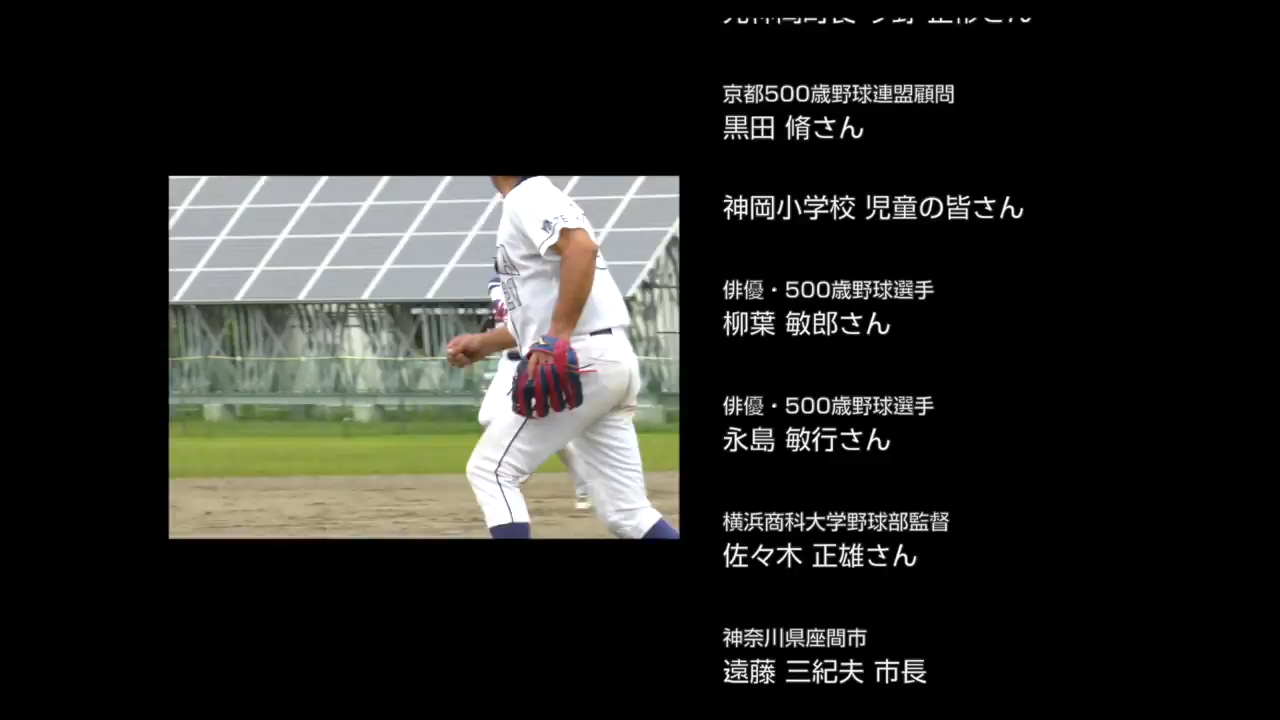 京都500歳野球連盟顧問
黒田 脩さん
神岡小学校 児童の皆さん
俳優・500歳野球選手
柳葉 敏郎さん
俳優・500歳野球選手
永島 敏行さん
横浜商科大学野球部監督
佐々木 正雄さん
神奈川県座間市
遠藤 三紀夫 市長